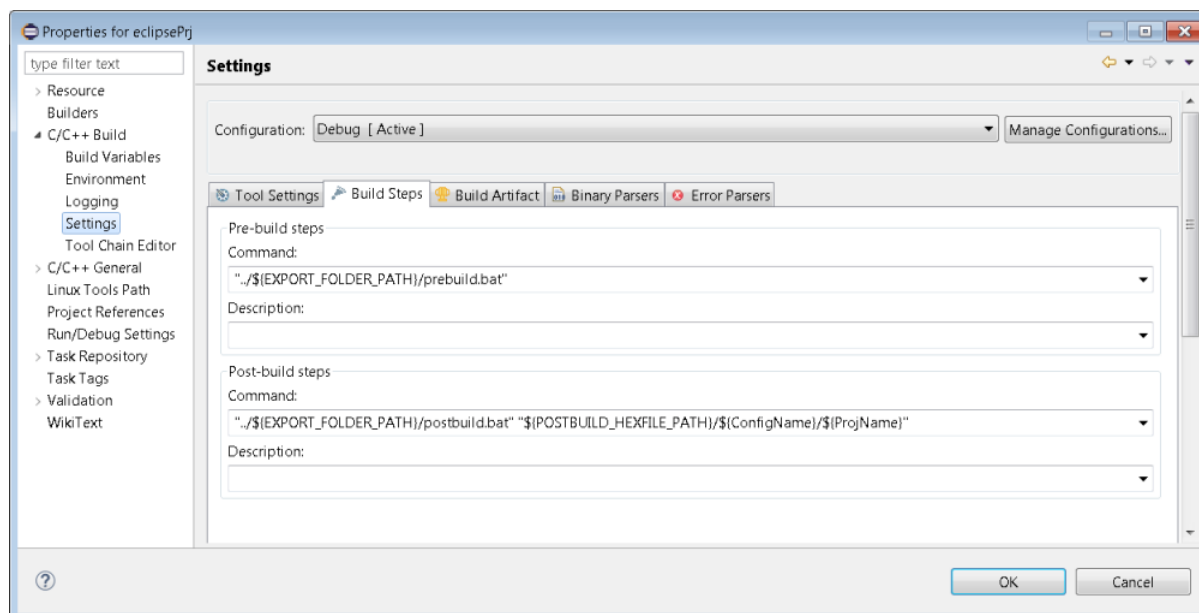 Properties for eclipsePrj
type filter text
Settings
Resource
Builders
C/C++ Build
Build Variables
Environment
Logging
Settings
Tool Chain Editor
C/C++ General
Linux Tools Path
Project References
Run/Debug Settings
Task Repository
Task Tags
Validation
WikiText
Configuration: Debug [ Active ] Manage Configurations...
Tool Settings Build Steps Build Artifact Binary Parsers Error Parsers
Pre-build steps
Command:
"../${EXPORT_FOLDER_PATH}/prebuild.bat"
Description:
Post-build steps
Command:
"../${EXPORT_FOLDER_PATH}/postbuild.bat" "${POSTBUILD_HEXFILE_PATH}/${ConfigName}/${ProjName}"
Description:
OK Cancel